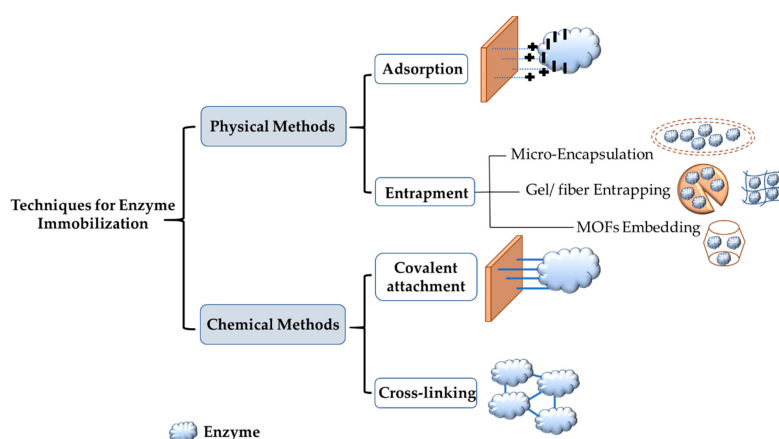 Adsorption
Physical Methods
Micro-Encapsulation
Entrapment
Gel/ fiber Entrapping
Techniques for Enzyme
Immobilization
MOFs Embedding
Covalent
attachment
Chemical Methods
Cross-linking
Enzyme